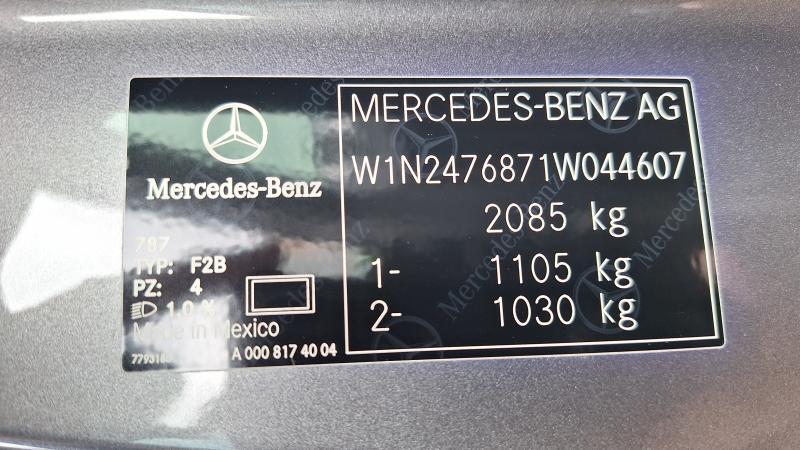 Mercedes-Benz
787
TYP: F2B
PZ: 4
1.0 %
Made in Mexico
A 000 817 40 04
MERCEDES-BENZ AG
W1N2476871W044607
2085 kg
1- 1105 kg
2- 1030 kg